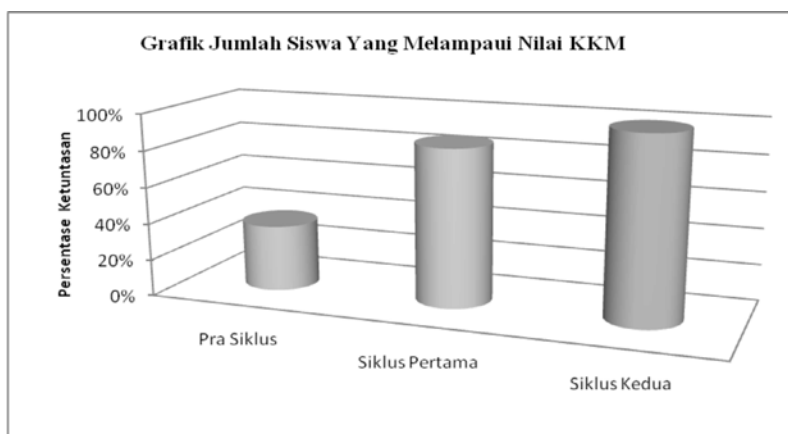 Grafik Jumlah Siswa Yang Melampaui Nilai KKM
Persentase Ketuntasan
100%
80%
60%
40%
20%
0%
Pra Siklus
Siklus Pertama
Siklus Kedua